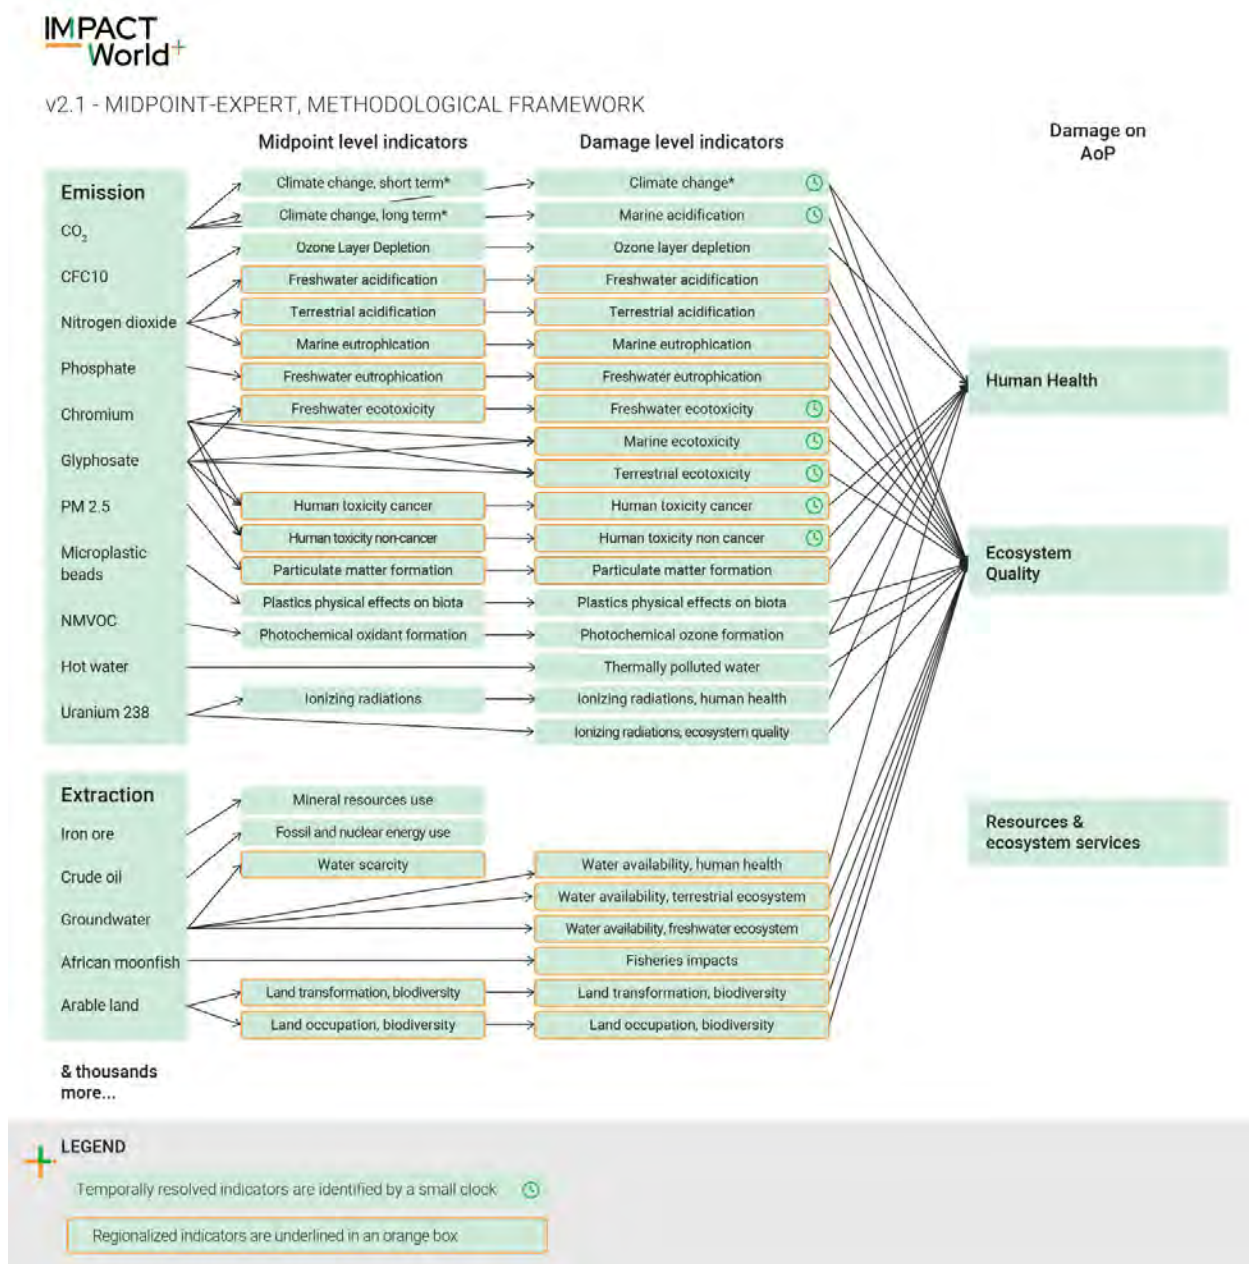 IMPACT
World+
v2.1 - MIDPOINT-EXPERT, METHODOLOGICAL FRAMEWORK
Midpoint level indicators
Damage level indicators
Damage on
AoP
Emission
CO2
CFC10
Nitrogen dioxide
Phosphate
Chromium
Glyphosate
PM 2.5
Microplastic
beads
NMVOC
Hot water
Uranium 238
Climate change, short term*
Climate change, long term*
Ozone Layer Depletion
Freshwater acidification
Terrestrial acidification
Marine eutrophication
Freshwater eutrophication
Freshwater ecotoxicity
Human toxicity cancer
Human toxicity non-cancer
Particulate matter formation
Plastics physical effects on biota
Photochemical oxidant formation
Ionizing radiations
Climate change*
Marine acidification
Ozone layer depletion
Freshwater acidification
Terrestrial acidification
Marine eutrophication
Freshwater eutrophication
Freshwater ecotoxicity
Marine ecotoxicity
Terrestrial ecotoxicity
Human toxicity cancer
Human toxicity non cancer
Particulate matter formation
Plastics physical effects on biota
Photochemical ozone formation
Thermally polluted water
Ionizing radiations, human health
Ionizing radiations, ecosystem quality
Human Health
Ecosystem
Quality
Resources &
ecosystem services
Extraction
Iron ore
Crude oil
Groundwater
African moonfish
Arable land
Mineral resources use
Fossil and nuclear energy use
Water scarcity
Land transformation, biodiversity
Land occupation, biodiversity
Water availability, human health
Water availability, terrestrial ecosystem
Water availability, freshwater ecosystem
Fisheries impacts
Land transformation, biodiversity
Land occupation, biodiversity
& thousands
more...
LEGEND
Temporally resolved indicators are identified by a small clock
Regionalized indicators are underlined in an orange box